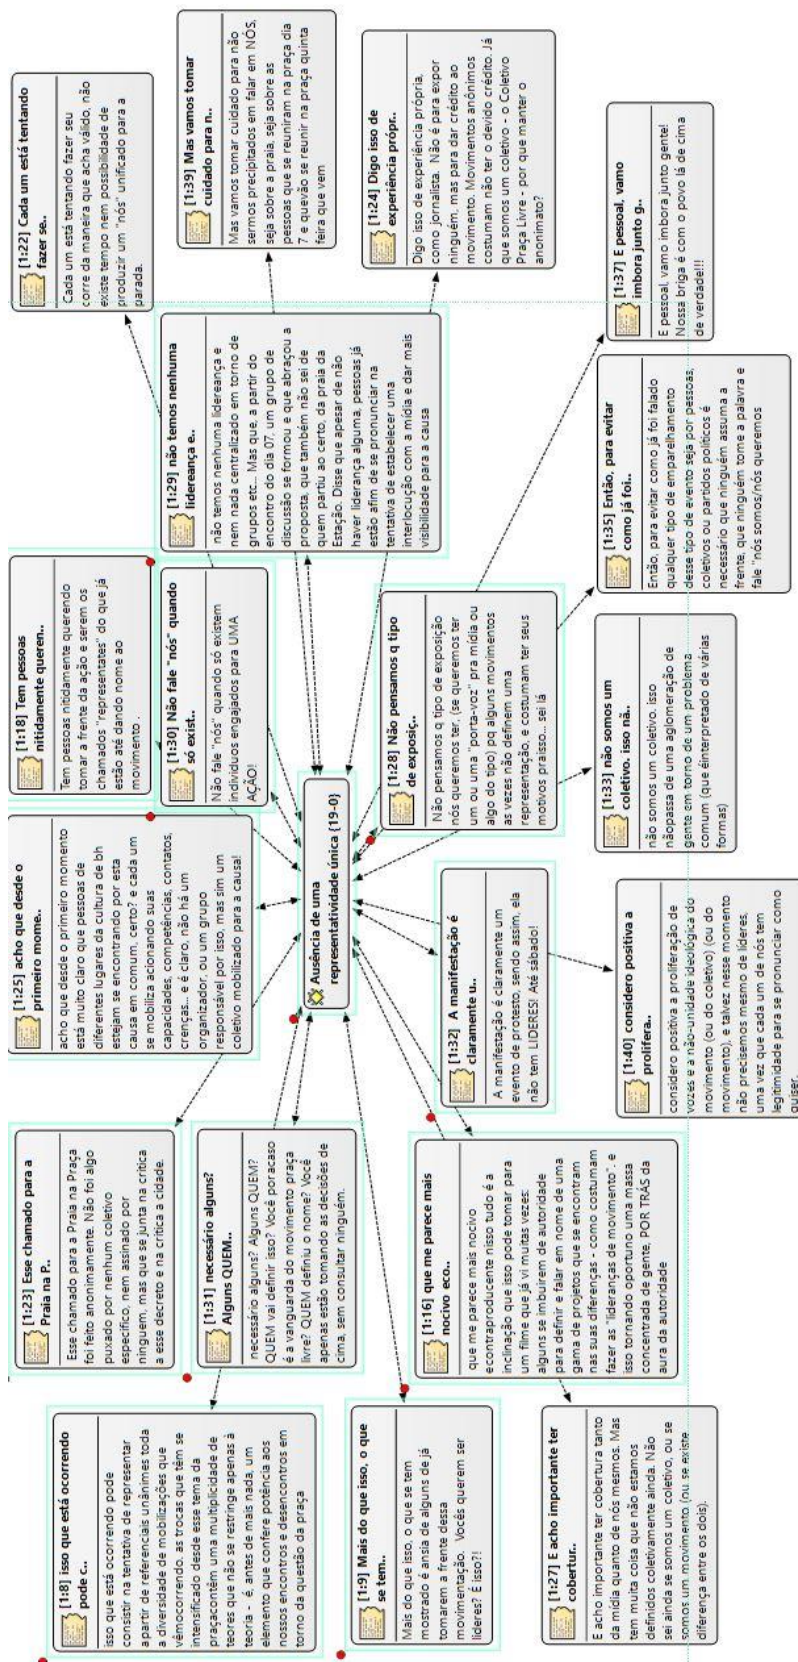 [1:8] isso que está ocorrendo
pode c..
isso que está ocorrendo pode
consistir na tentativa de representar
a partir de referenciais unânimes toda
a diversidade de mobilizações que
vêmocorrendo. as trocas que têm se
intensificado desde esse tema da
praçacontém uma multiplicidade de
teores que não se restringe apenas à
teoria - é, antes de mais nada, um
elemento que confere potência aos
nossos encontros e desencontros em
torno da questão da praça
[1:23] Esse chamado para a
Praia na P..
Esse chamado para a Praia na Praça
foi feito anonimamente. Não foi algo
puxado por nenhum coletivo
específico, nem assinado por
ninguem, mas que se junta na crítica
a esse decreto e na crítica a cidade.
[1:25] acho que desde o
primeiro mome..
acho que desde o primeiro momento
está muito claro que pessoas de
diferentes lugares da cultura de bh
estejam se encontrando por esta
causa em comum, certo? e cada um
se mobiliza acionando suas
capacidades, competências, contatos,
crenças... e é claro, não há um
organizador, ou um grupo
responsável por isso, mas sim um
coletivo mobilizado para a causa!
[1:18] Tem pessoas
nitidamente queren..
Tem pessoas nitidamente querendo
tomar a frente da ação e serem os
chamados "representates" do que já
estão até dando nome ao
movimento .
[1:22] Cada um está tentando
fazer se..
Cada um está tentando fazer seu
corre da maneira que acha válido, não
existe tempo nem possibilidade de
produzir um "nós" unificado para a
parada.
[1:31] necessário alguns?
Alguns QUEM..
necessário alguns? Alguns QUEM?
QUEM vai definir isso? Você poracaso
é a vanguarda do movimento praça
livre? QUEM definiu o nome? Você
apenas estão tomando as decisões de
cima, sem consultar ninguém.
[1:30] Não fale "nós" quando
só exist..
Não fale "nós" quando só existem
individuos engajados para UMA
AÇÃO!
[1:29] não temos nenhuma
lidereança e..
não temos nenhuma lidereança e
nem nada centralizado em torno de
grupos etc... Mas que, a partir do
encontro do dia 07, um grupo de
discussão se formou e que abraçou a
proposta, que também não sei de
quem partiu ao certo, da praia da
Estação. Disse que apesar de não
haver liderança alguma, pessoas já
estão afim de se pronunciar na
tentativa de estabelecer uma
interlocução com a mídia e dar mais
visibilidade para a causa
[1:39] Mas vamos tomar
cuidado para n..
Mas vamos tomar cuidado para não
sermos precipitados em falar em NÓS,
seja sobre a praia, seja sobre as
pessoas que se reuniram na praça dia
7 e quevão se reunir na praça quinta
feira que vem
[1:9] Mais do que isso, o que
se tem..
Mais do que isso, o que se tem
mostrado é ansia de alguns de já
tomarem a frente dessa
movimentação. Vocês querem ser
lideres? É isso?!
Ausência de uma
representatividade única {19-0}
[1:24] Digo isso de
experiência própr..
Digo isso de experiência própria,
como jornalista. Não é para expor
ninguém, mas para dar crédito ao
movimento. Movimentos anônimos
costumam não ter o devido crédito. Já
que somos um coletivo - o Coletivo
Praça Livre - por que manter o
anonimato?
[1:16] que me parece mais
nocivo eco..
que me parece mais nocivo
econtraproducente nisso tudo é a
inclinação que isso pode tomar para
um filme que já vi muitas vezes:
alguns se imbuirem de autoridade
para definir e falar em nome de uma
gama de projetos que se encontram
nas suas diferenças - como costumam
fazer as "lideranças de movimento". e
isso tornando oportuno uma massa
concentrada de gente, POR TRÁS da
aura da autoridade
[1:32] A manifestação é
claramente u..
A manifestação é claramente um
evento de protesto, sendo assim, ela
não tem LIDERES! Até sábado!
[1:28] Não pensamos q tipo
de exposiç..
Não pensamos q tipo de exposição
nós queremos ter, (se queremos ter
um ou uma "porta-voz" pra mídia ou
algo do tipo) pq alguns movimentos
as vezes não definem uma
representação, e costumam ter seus
motivos praisso... sei lá
[1:27] E acho importante ter
cobertur..
E acho importante ter cobertura tanto
da mídia quanto de nós mesmos. Mas
tem muita coisa que não estamos
definidos coletivamente ainda. Não
sei ainda se somos um coletivo, ou se
somos um movimento (ou se existe
diferença entre os dois).
[1:40] considero positiva a
prolifera..
considero positiva a proliferação de
vozes e a não-unidade ideológica do
movimento (ou do coletivo) (ou do
movimento), e talvez nesse momento
não precisemos mesmo de líderes,
uma vez que cada um de nós tem
legitimidade para se pronunciar como
quiser.
[1:33] não somos um
coletivo. isso nã..
não somos um coletivo. isso
nãopassa de uma aglomeração de
gente em torno de um problema
comum (que éinterpretado de várias
formas)
[1:35] Então, para evitar
como já foi..
Então, para evitar como já foi falado
qualquer tipo de emparelhamento
desse tipo de evento seja por pessoas,
coletivos ou partidos políticos é
necessário que ninguém assuma a
frente, que ninguém tome a palavra e
fale "nós somos/nós queremos
[1:37] E pessoal, vamo
imbora junto g..
E pessoal, vamo imbora junto gente!
Nossa briga é com o povo lá de cima
de verdade!!!